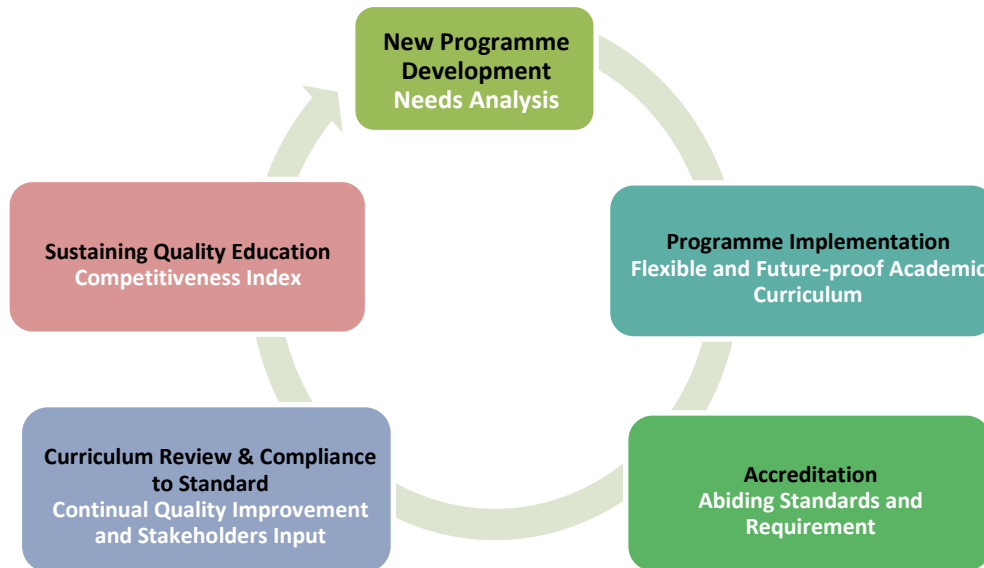 New Programme
Development
Needs Analysis
Programme Implementation
Flexible and Future-proof Academic
Curriculum
Accreditation
Abiding Standards and
Requirement
Curriculum Review & Compliance
to Standard
Continual Quality Improvement
and Stakeholders Input
Sustaining Quality Education
Competitiveness Index